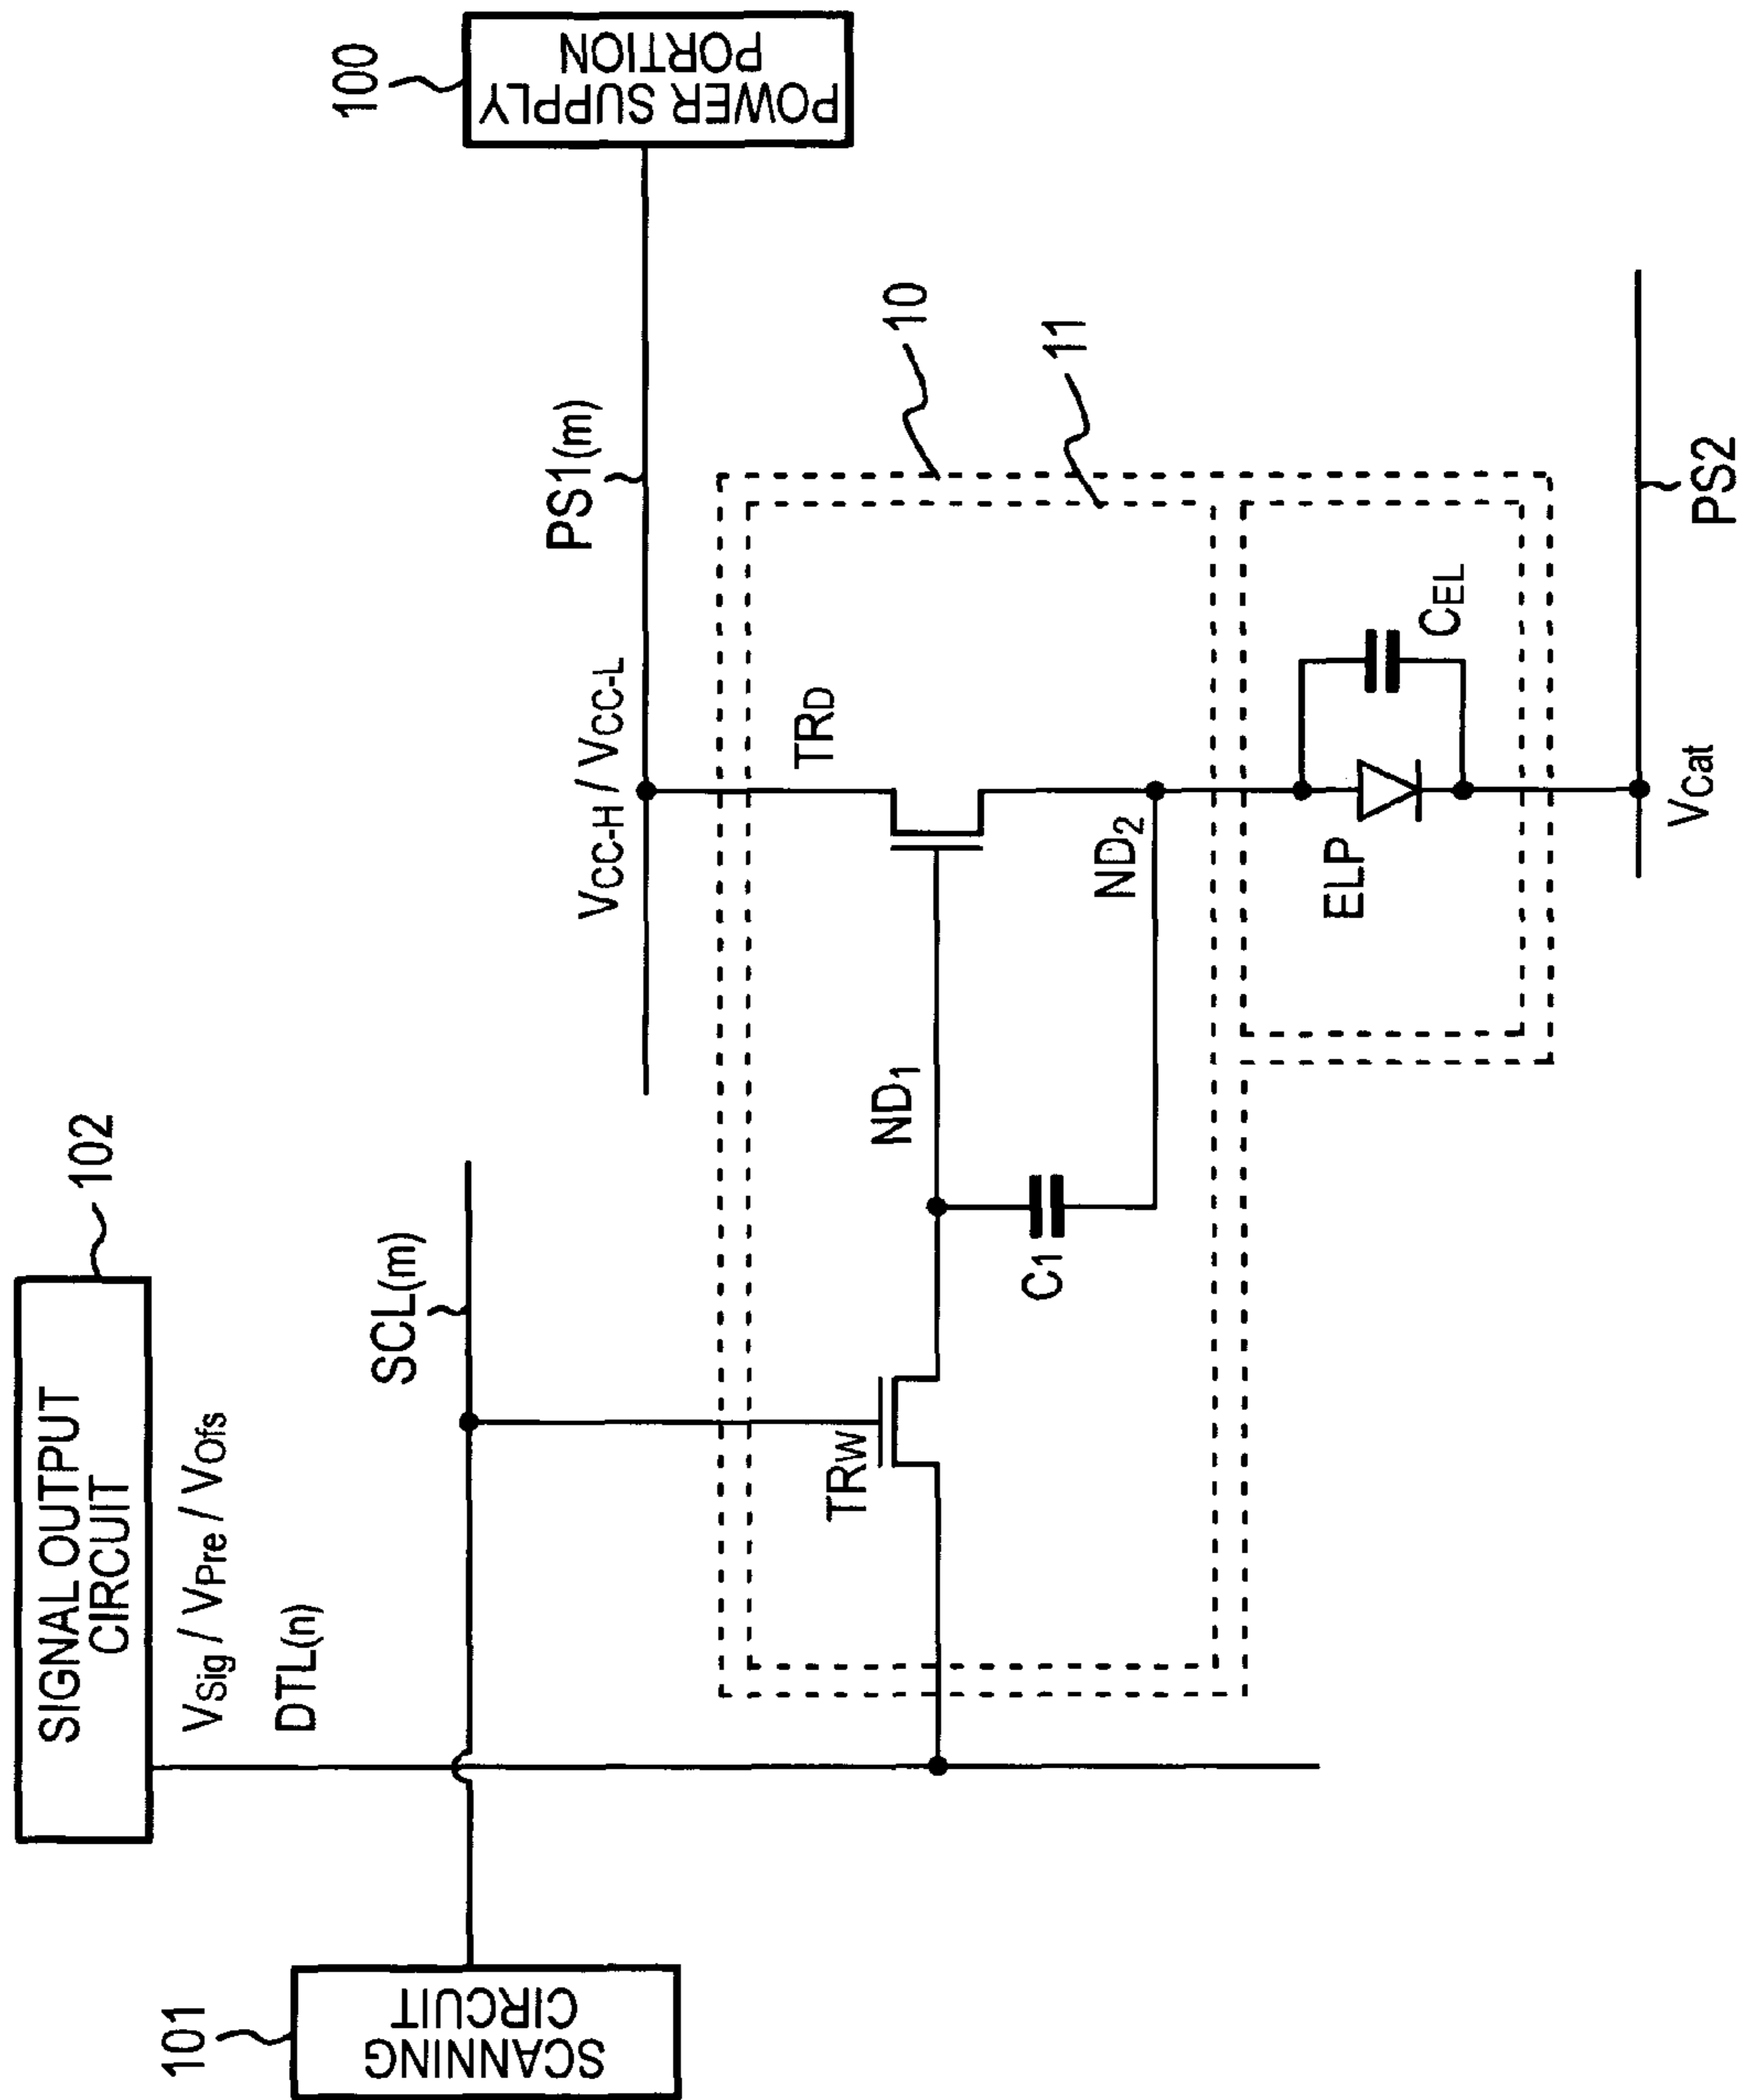 102
SIGNAL OUTPUT
CIRCUIT
VSig / VPre / VOfs
DTL(n)
101
SCANNING
CIRCUIT
SCL(m)
100
POWER SUPPLY
PORTION
PS1(m)
VCC-H / VCC-L
10
11
TRW
TRD
ND1
C1
ND2
ELP
CEL
VCat
PS2